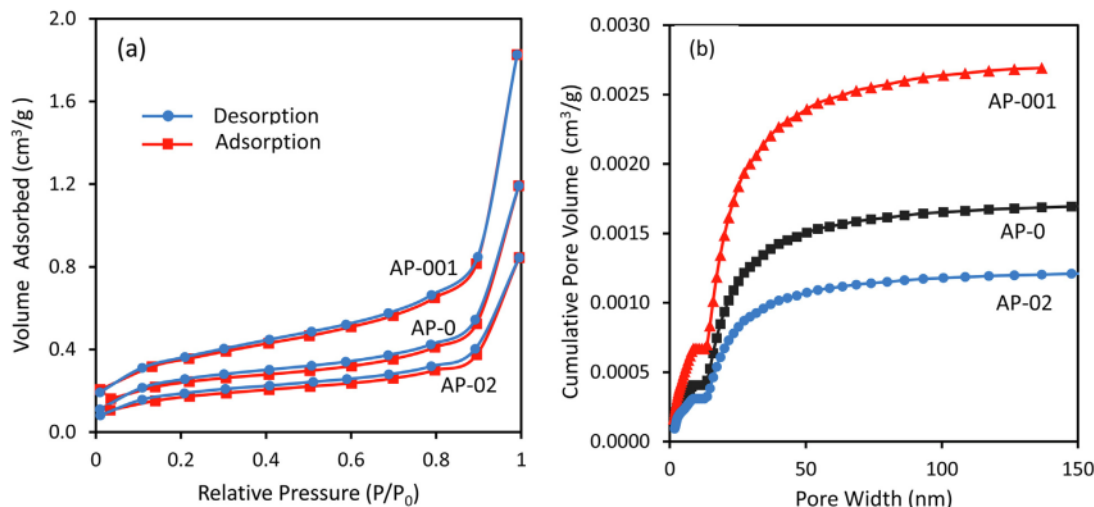 (a)
Volume Adsorbed (cm³/g)
2.0
1.6
1.2
0.8
0.4
0.0
Desorption
Adsorption
AP-001
AP-0
AP-02
0 0.2 0.4 0.6 0.8 1
Relative Pressure (P/P₀)
(b)
Cumulative Pore Volume (cm³/g)
0.0030
0.0025
0.0020
0.0015
0.0010
0.0005
0.0000
AP-001
AP-0
AP-02
0 50 100 150
Pore Width (nm)